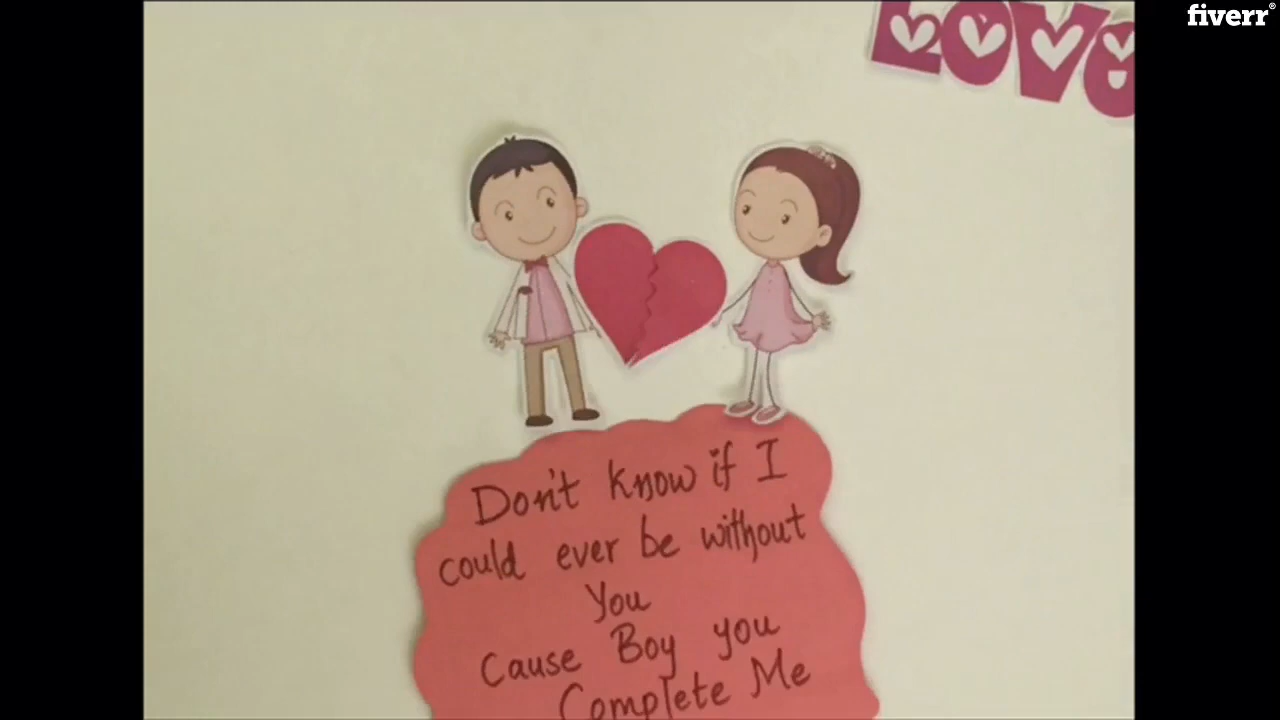 fiverr®
LOVE
Don't know if I
could ever be without
You
Cause Boy you
Complete Me